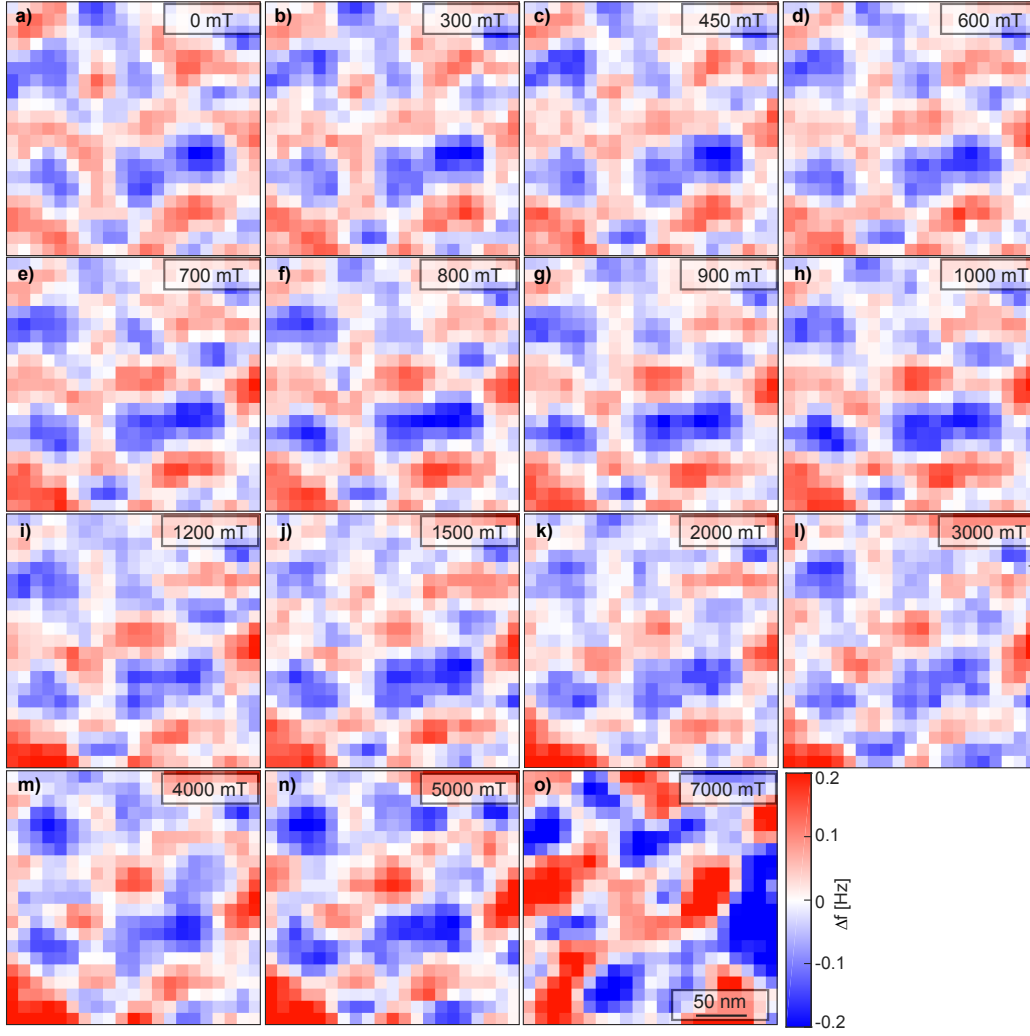 a) 0 mT
b) 300 mT
c) 450 mT
d) 600 mT
e) 700 mT
f) 800 mT
g) 900 mT
h) 1000 mT
i) 1200 mT
j) 1500 mT
k) 2000 mT
l) 3000 mT
m) 4000 mT
n) 5000 mT
o) 7000 mT
50 nm
0.2
0.1
0
-0.1
-0.2
Δf [Hz]